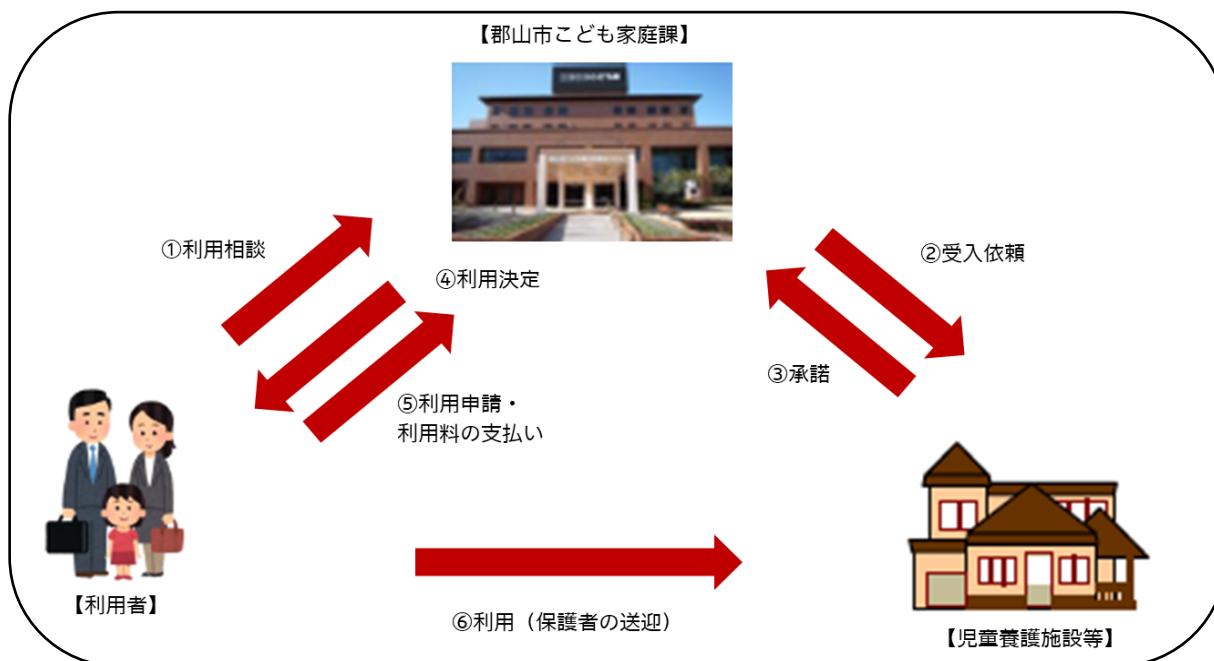 【郡山市こども家庭課】
①利用相談
④利用決定
②受入依頼
③承諾
⑤利用申請・
利用料の支払い
【利用者】
⑥利用（保護者の送迎）
【児童養護施設等】